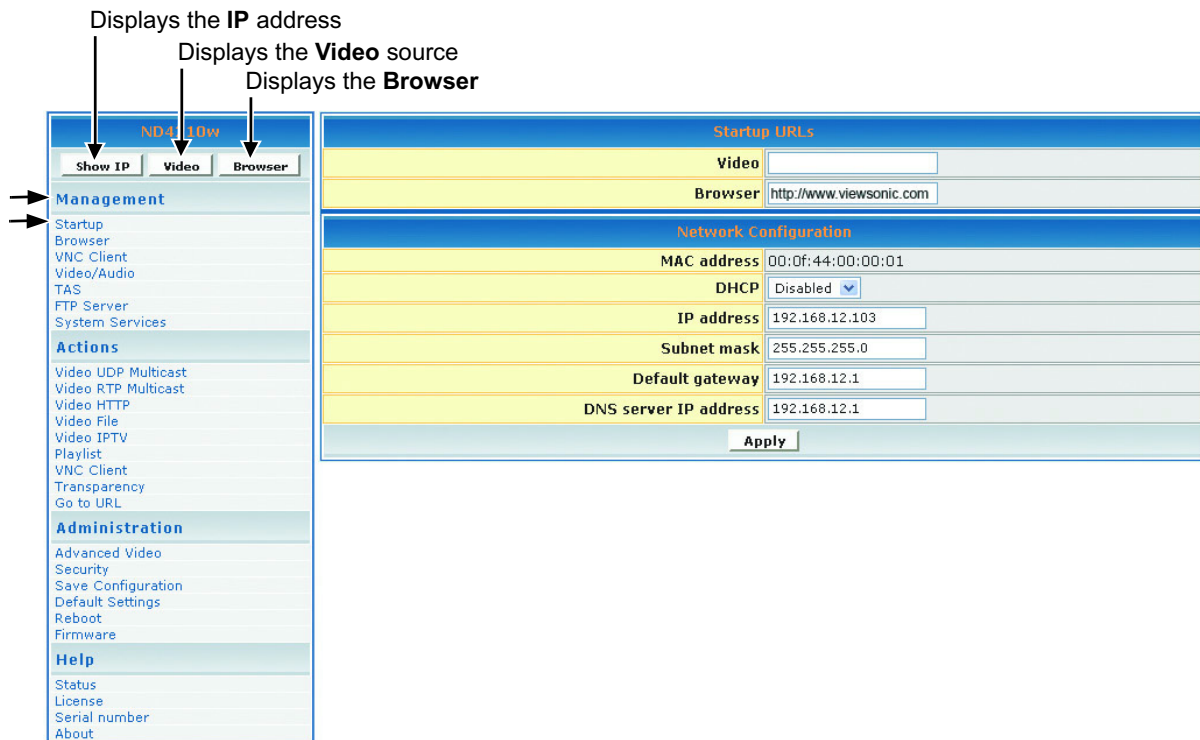 Displays the IP address
Displays the Video source
Displays the Browser
ND4210w
Show IP Video Browser
Management
Startup
Browser
VNC Client
Video/Audio
TAS
FTP Server
System Services
Actions
Video UDP Multicast
Video RTP Multicast
Video HTTP
Video File
Video IPTV
Playlist
VNC Client
Transparency
Go to URL
Administration
Advanced Video
Security
Save Configuration
Default Settings
Reboot
Firmware
Help
Status
License
Serial number
About
Startup URLs
Video
Browser http://www.viewsonic.com
Network Configuration
MAC address 00:0f:44:00:00:01
DHCP Disabled
IP address 192.168.12.103
Subnet mask 255.255.255.0
Default gateway 192.168.12.1
DNS server IP address 192.168.12.1
Apply